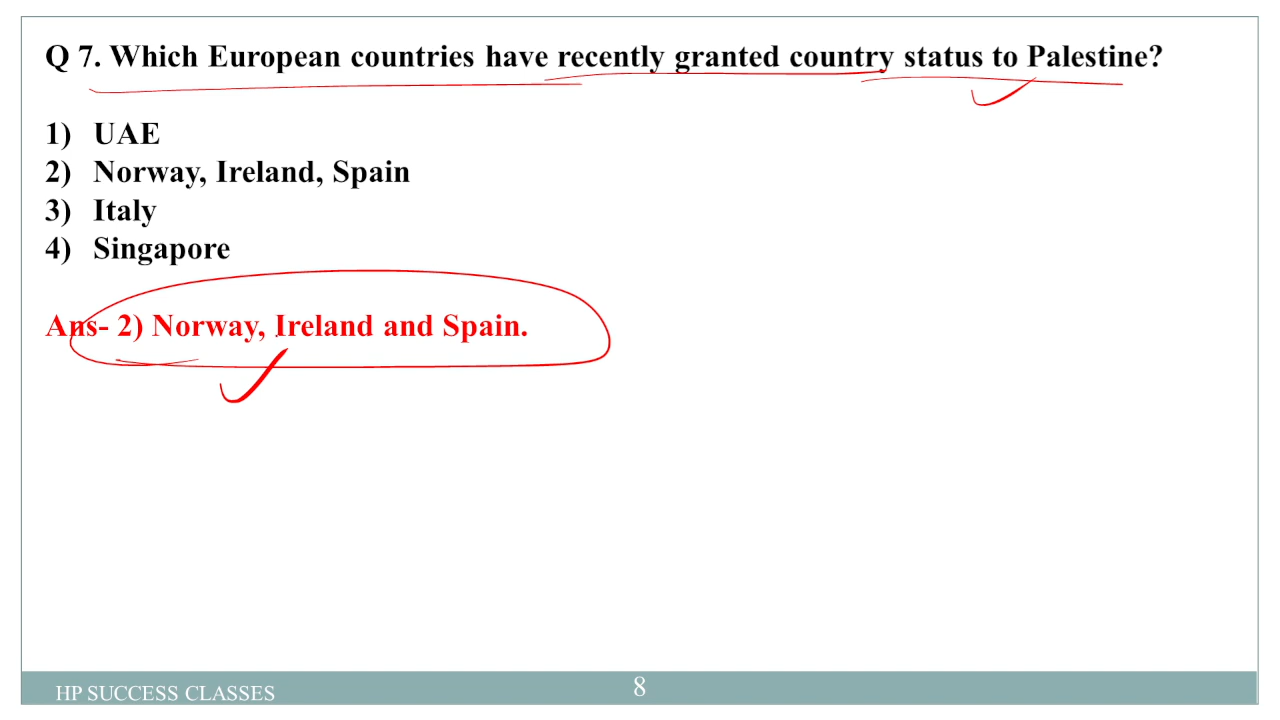 Q 7. Which European countries have recently granted country status to Palestine?
1) UAE
2) Norway, Ireland, Spain
3) Italy
4) Singapore
Ans- 2) Norway, Ireland and Spain.
HP SUCCESS CLASSES
8